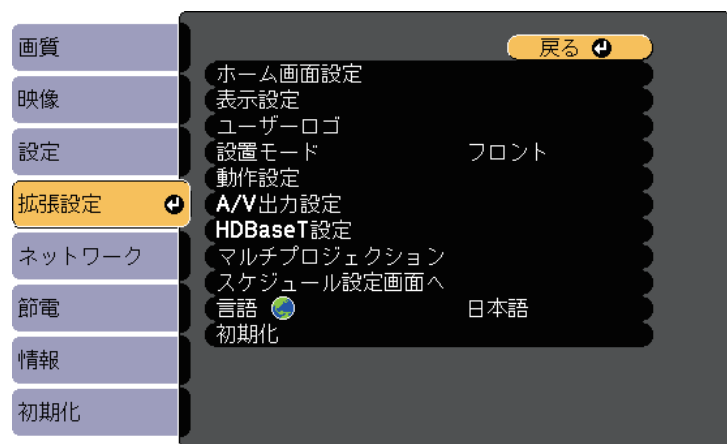 画質
映像
設定
拡張設定
ネットワーク
節電
情報
初期化
戻る
ホーム画面設定
表示設定
ユーザーロゴ
設置モード フロント
動作設定
A/V出力設定
HDBaseT設定
マルチプロジェクション
スケジュール設定画面へ
言語 日本語
初期化